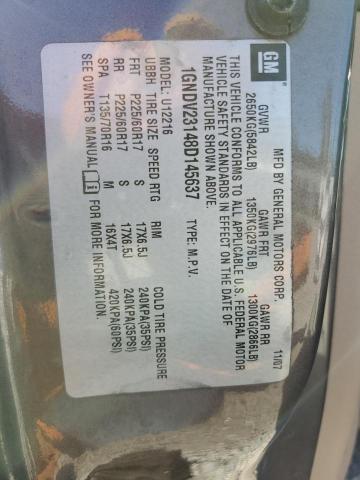 GM
MFD BY GENERAL MOTORS CORP. 11/07
GVWR GAWR FRT GAWR RR
2650KG(5842LB) 1350KG(2976LB) 1300KG(2866LB)
THIS VEHICLE CONFORMS TO ALL APPLICABLE U.S. FEDERAL MOTOR
VEHICLE SAFETY STANDARDS IN EFFECT ON THE DATE OF
MANUFACTURE SHOWN ABOVE.
1GNDV23148D145637 TYPE: M.P.V.
MODEL: U12216
UBBH TIRE SIZE SPEED RTG RIM COLD TIRE PRESSURE
FRT P225/60R17 S 17X6.5J 240KPA(35PSI)
RR P225/60R17 S 17X6.5J 240KPA(35PSI)
SPA T135/70R16 M 16X4T 420KPA(60PSI)
SEE OWNER'S MANUAL FOR MORE INFORMATION.